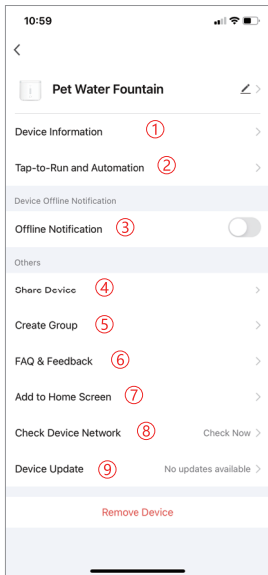 10:59
Pet Water Fountain
Device Information ①
Tap-to-Run and Automation ②
Device Offline Notification
Offline Notification ③
Others
Share Device ④
Create Group ⑤
FAQ & Feedback ⑥
Add to Home Screen ⑦
Check Device Network ⑧ Check Now
Device Update ⑨ No updates available
Remove Device